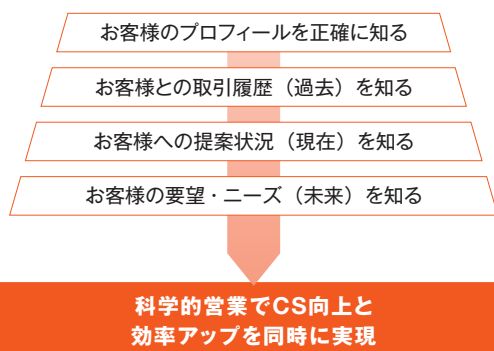 お客様のプロフィールを正確に知る
お客様との取引履歴（過去）を知る
お客様への提案状況（現在）を知る
お客様の要望・ニーズ（未来）を知る
科学的営業でCS向上と
効率アップを同時に実現